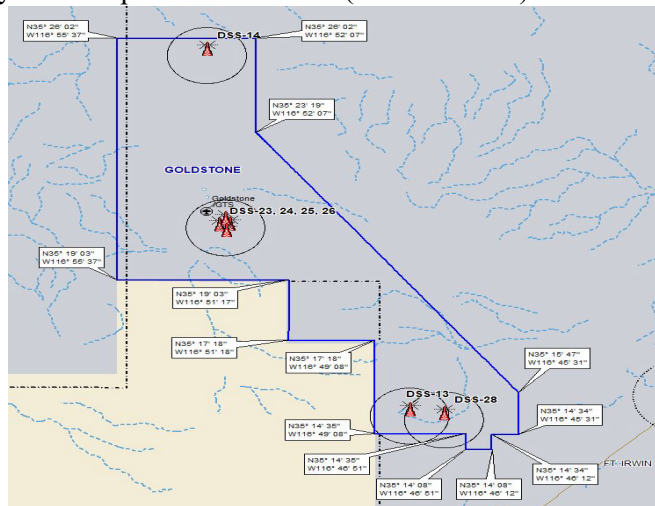 N35° 26' 02"
W116° 55' 37"
DSS-14
N35° 26' 02"
W116° 52' 07"
N35° 23' 19"
W116° 52' 07"
GOLDSTONE
Goldstone
/GTS
DSS-23, 24, 25, 26
N35° 19' 03"
W116° 55' 37"
N35° 19' 03"
W116° 51' 17"
N35° 17' 18"
W116° 51' 18"
N35° 17' 18"
W116° 49' 08"
N35° 15' 47"
W116° 45' 31"
DSS-13
DSS-28
N35° 14' 35"
W116° 49' 08"
N35° 14' 34"
W116° 45' 31"
N35° 14' 35"
W116° 46' 51"
N35° 14' 34"
W116° 46' 12"
FT. IRWIN
N35° 14' 08"
W116° 46' 51"
N35° 14' 08"
W116° 46' 12"